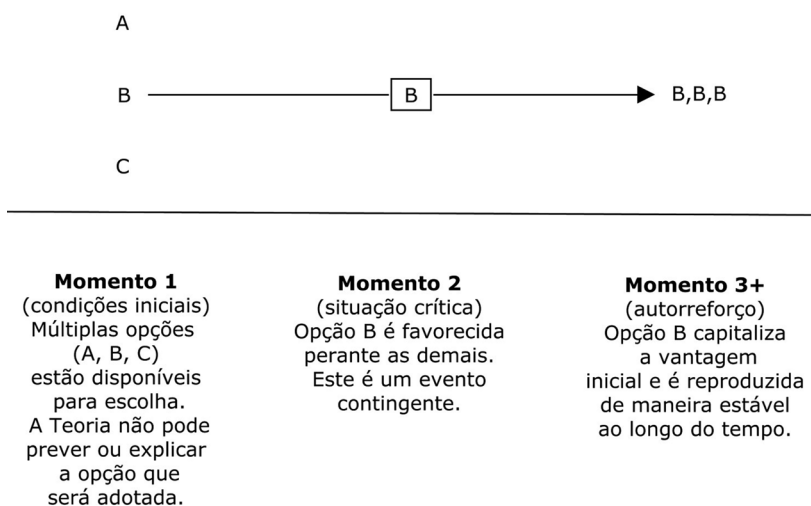 A
B B B,B,B
C
Momento 1
(condições iniciais)
Múltiplas opções
(A, B, C)
estão disponíveis
para escolha.
A Teoria não pode
prever ou explicar
a opção que
será adotada.
Momento 2
(situação crítica)
Opção B é favorecida
perante as demais.
Este é um evento
contingente.
Momento 3+
(autorreforço)
Opção B capitaliza
a vantagem
inicial e é reproduzida
de maneira estável
ao longo do tempo.